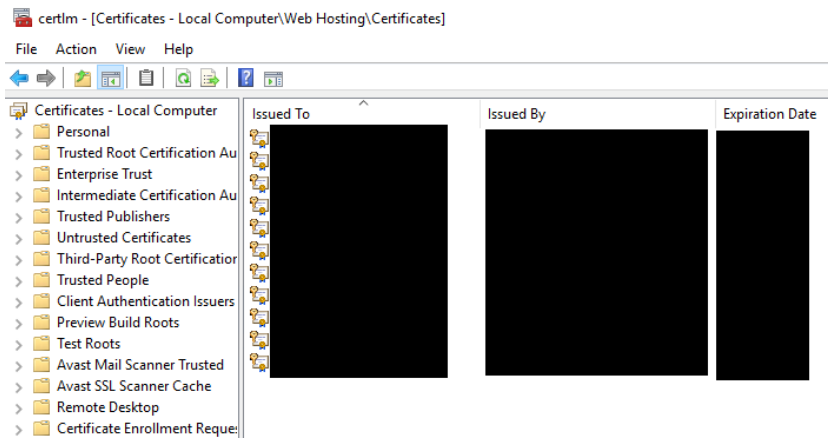 certlm - [Certificates - Local Computer\Web Hosting\Certificates]
File Action View Help
Certificates - Local Computer
Personal
Trusted Root Certification Au
Enterprise Trust
Intermediate Certification Au
Trusted Publishers
Untrusted Certificates
Third-Party Root Certification
Trusted People
Client Authentication Issuers
Preview Build Roots
Test Roots
Avast Mail Scanner Trusted
Avast SSL Scanner Cache
Remote Desktop
Certificate Enrollment Reques
Issued To Issued By Expiration Date